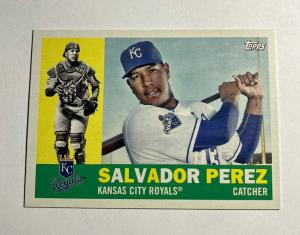 Topps
KC
KC
Royals
SALVADOR PEREZ
KANSAS CITY ROYALS®
CATCHER